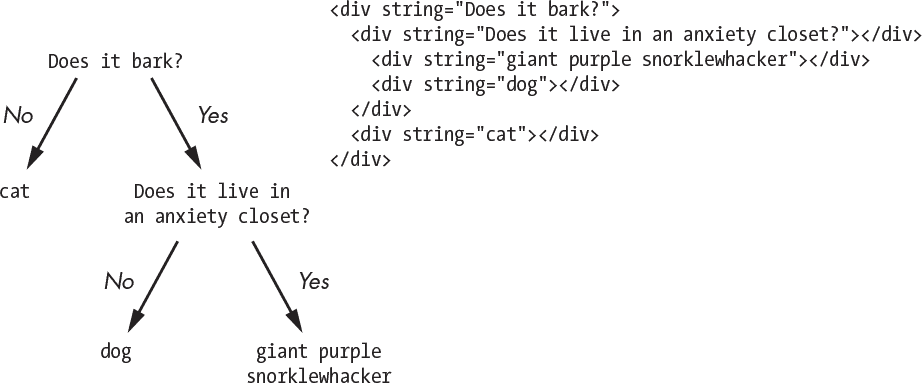 Does it bark?
No
Yes
cat
Does it live in
an anxiety closet?
No
Yes
dog
giant purple
snorklewhacker
<div string="Does it bark?">
  <div string="Does it live in an anxiety closet?"></div>
    <div string="giant purple snorklewhacker"></div>
    <div string="dog"></div>
  </div>
  <div string="cat"></div>
</div>